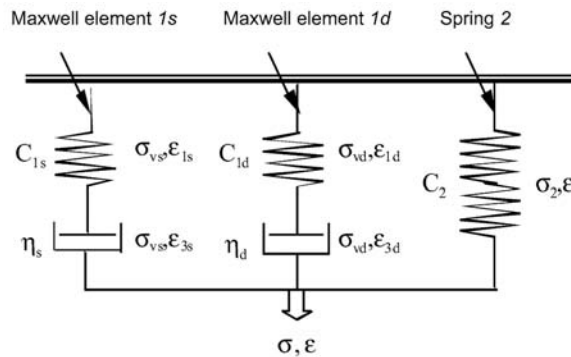 Maxwell element 1s Maxwell element 1d Spring 2
C₁ₛ σᵥₛ,ε₁ₛ C₁d σᵥd,ε₁d C₂ σ₂,ε
ηₛ σᵥₛ,ε₃ₛ ηd σᵥd,ε₃d
σ,ε